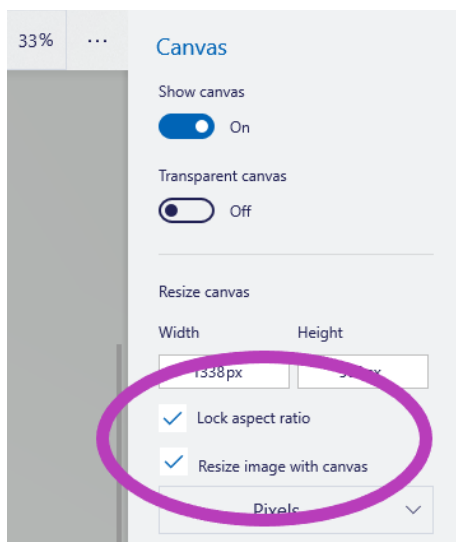 33% ...
Canvas
Show canvas
On
Transparent canvas
Off
Resize canvas
Width Height
1338px
Lock aspect ratio
Resize image with canvas
Pixels